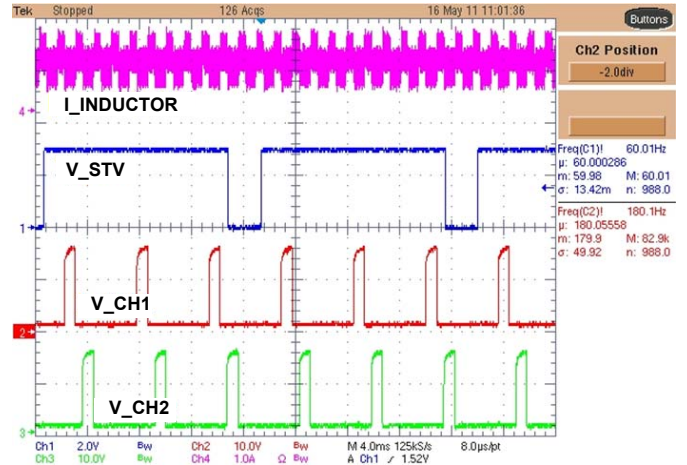 Tek Stopped 126 Acqs 16 May 11 11:01:36
Buttons
Ch2 Position
-2.0div
I_INDUCTOR
4
V_STV
Freq(C1)! 60.01Hz
μ: 60.000286
m: 59.98 M: 60.01
σ: 13.42m n: 988.0
1
Freq(C2)! 180.1Hz
μ: 180.05558
m: 179.9 M: 82.9k
σ: 49.92 n: 988.0
V_CH1
2
V_CH2
3
Ch1 2.0V Bw Ch2 10.0V Bw M 4.0ms 125kS/s 8.0μs/pt
Ch3 10.0V Bw Ch4 1.0A Ω Bw A Ch1 / 1.52V